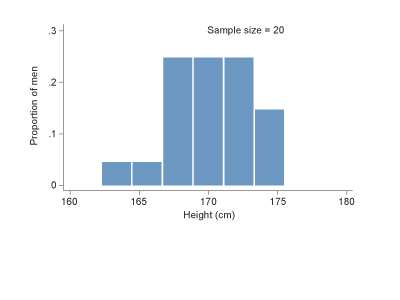 Sample size = 20
.3
.2
.1
0
Proportion of men
160 165 170 175 180
Height (cm)